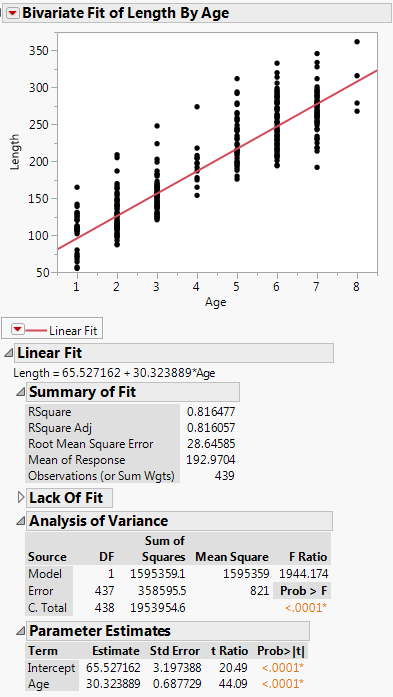 Bivariate Fit of Length By Age
350
300
250
200
150
100
50
Length
1 2 3 4 5 6 7 8
Age
Linear Fit
Linear Fit
Length = 65.527162 + 30.323889*Age
Summary of Fit
RSquare 0.816477
RSquare Adj 0.816057
Root Mean Square Error 28.64585
Mean of Response 192.9704
Observations (or Sum Wgts) 439
Lack Of Fit
Analysis of Variance
Sum of
Source DF Squares Mean Square F Ratio
Model 1 1595359.1 1595359 1944.174
Error 437 358595.5 821 Prob > F
C. Total 438 1953954.6 <.0001*
Parameter Estimates
Term Estimate Std Error t Ratio Prob>|t|
Intercept 65.527162 3.197388 20.49 <.0001*
Age 30.323889 0.687729 44.09 <.0001*